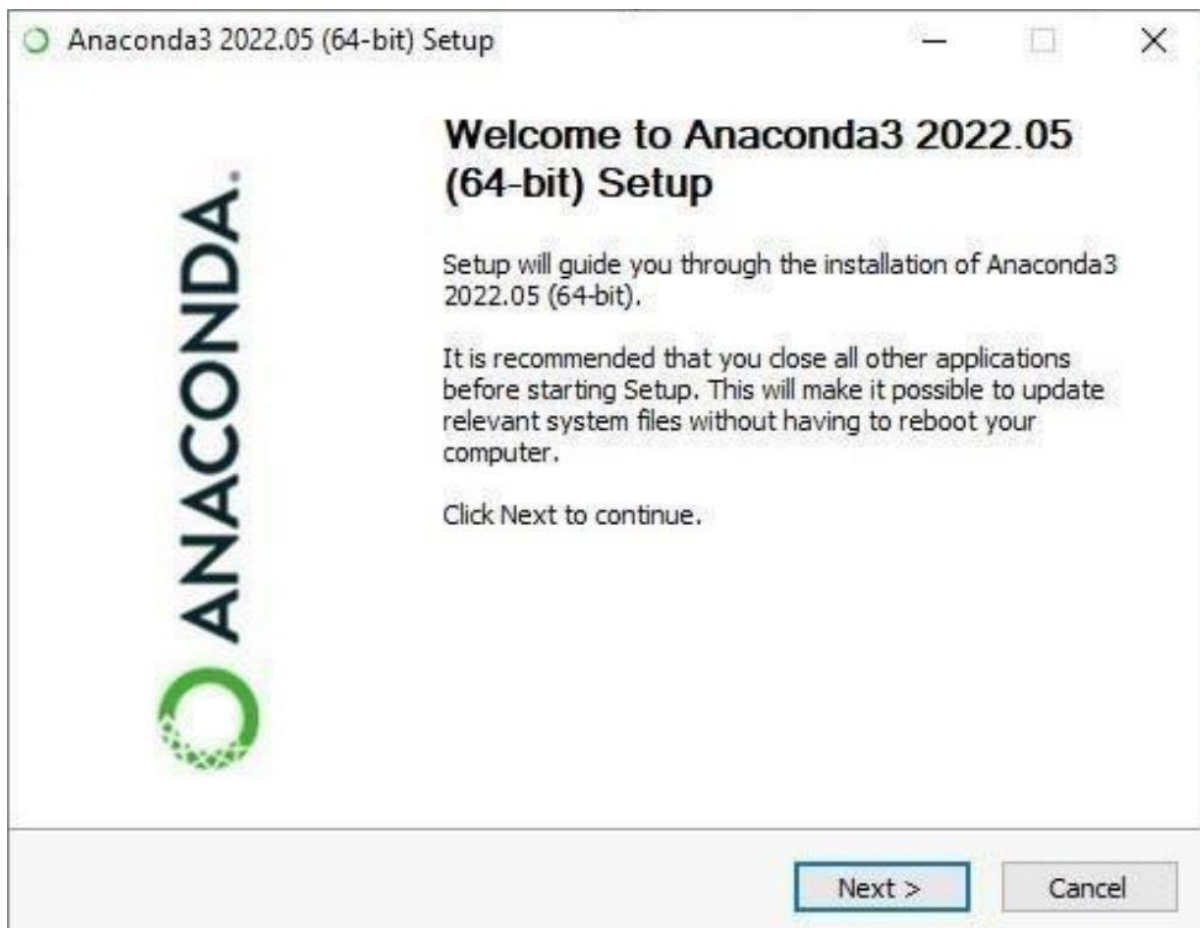 Anaconda3 2022.05 (64-bit) Setup
Welcome to Anaconda3 2022.05
(64-bit) Setup
ANACONDA.
Setup will guide you through the installation of Anaconda3
2022.05 (64-bit).
It is recommended that you close all other applications
before starting Setup. This will make it possible to update
relevant system files without having to reboot your
computer.
Click Next to continue.
Next >
Cancel